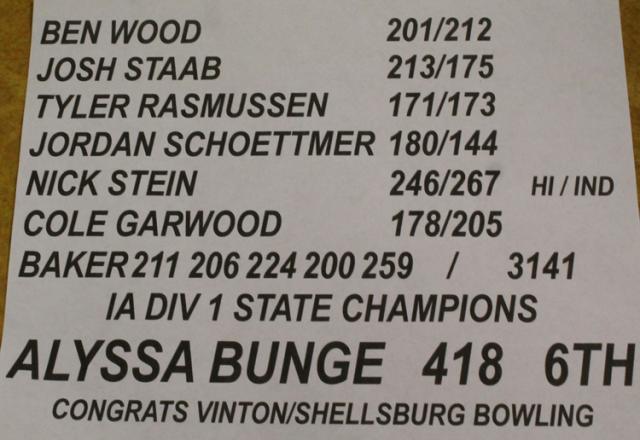 BEN WOOD 201/212
JOSH STAAB 213/175
TYLER RASMUSSEN 171/173
JORDAN SCHOETTMER 180/144
NICK STEIN 246/267 HI / IND
COLE GARWOOD 178/205
BAKER 211 206 224 200 259 / 3141
IA DIV 1 STATE CHAMPIONS
ALYSSA BUNGE 418 6TH
CONGRATS VINTON/SHELLSBURG BOWLING